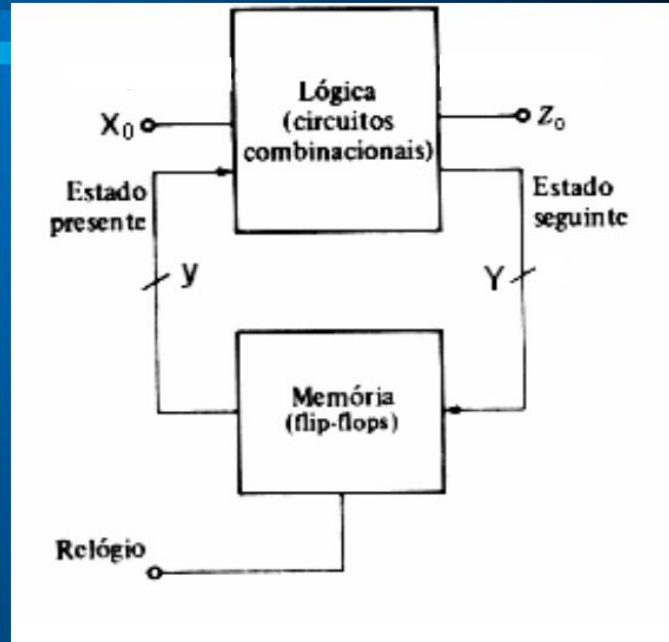 Lógica
(circuitos
combinacionais)
X₀
Z₀
Estado
presente
Estado
seguinte
y
Y
Memória
(flip-flops)
Relógio